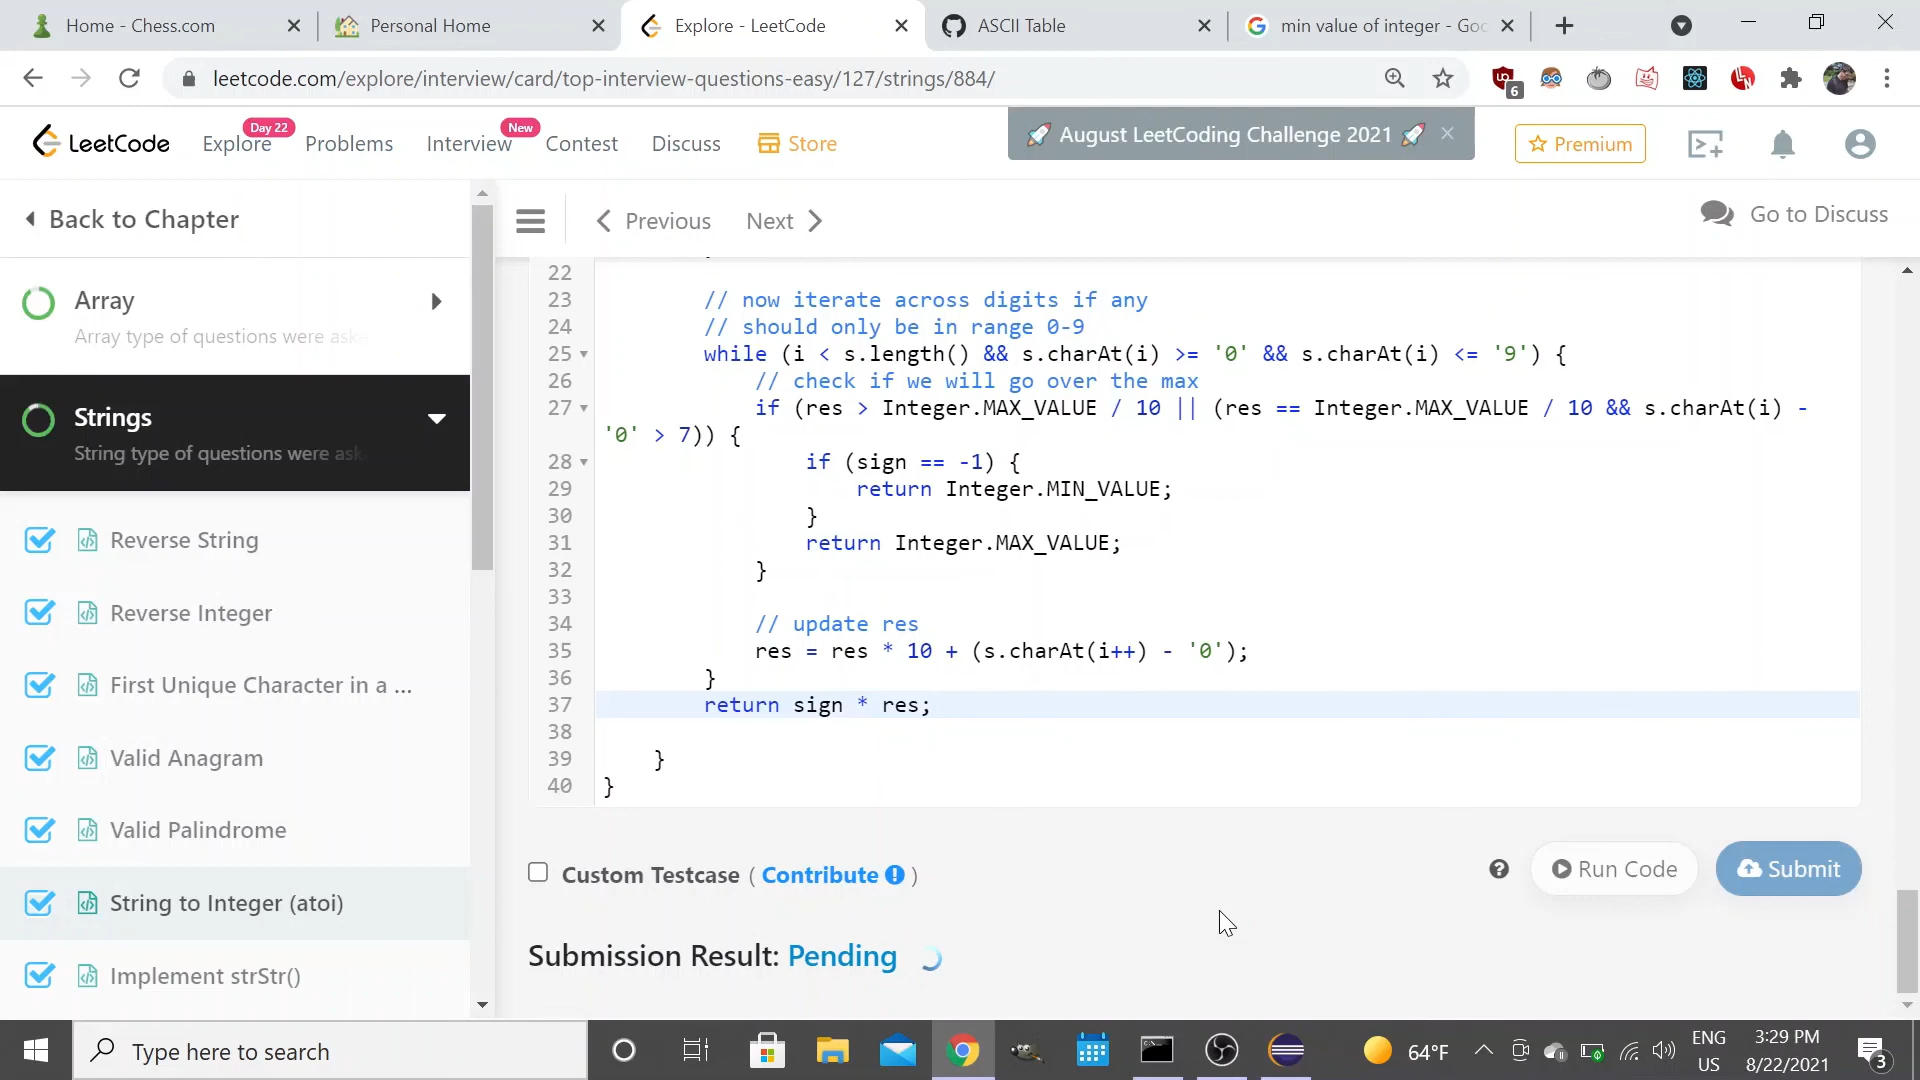 Home - Chess.com
Personal Home
Explore - LeetCode
ASCII Table
min value of integer - Goo
leetcode.com/explore/interview/card/top-interview-questions-easy/127/strings/884/
6
LeetCode
Explore
Day 22
Problems
Interview
New
Contest
Discuss
Store
🚀 August LeetCoding Challenge 2021 🚀
Premium
Back to Chapter
Previous
Next
Go to Discuss
Array
Array type of questions were aske
Strings
String type of questions were ask
Reverse String
Reverse Integer
First Unique Character in a ...
Valid Anagram
Valid Palindrome
String to Integer (atoi)
Implement strStr()
22
23 // now iterate across digits if any
24 // should only be in range 0-9
25 while (i < s.length() && s.charAt(i) >= '0' && s.charAt(i) <= '9') {
26 // check if we will go over the max
27 if (res > Integer.MAX_VALUE / 10 || (res == Integer.MAX_VALUE / 10 && s.charAt(i) -
'0' > 7)) {
28 if (sign == -1) {
29 return Integer.MIN_VALUE;
30 }
31 return Integer.MAX_VALUE;
32 }
33
34 // update res
35 res = res * 10 + (s.charAt(i++) - '0');
36 }
37 return sign * res;
38
39 }
40 }
Custom Testcase ( Contribute )
Run Code
Submit
Submission Result: Pending
Type here to search
64°F
ENG
US
3:29 PM
8/22/2021
3